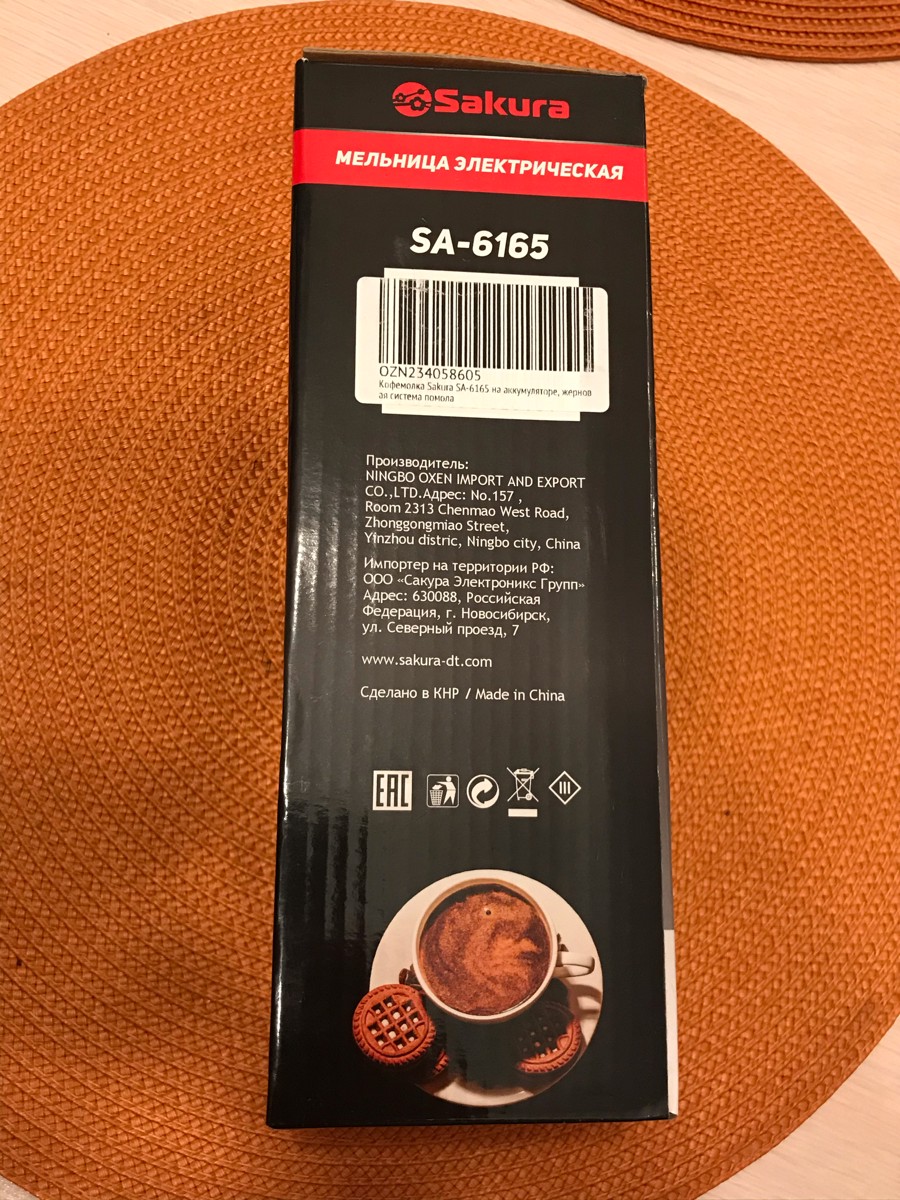 Sakura
МЕЛЬНИЦА ЭЛЕКТРИЧЕСКАЯ
SA-6165
OZN234058605
Кофемолка Sakura SA-6165 на аккумуляторе, жернов
ая система помола
Производитель:
NINGBO OXEN IMPORT AND EXPORT
CO.,LTD.Адрес: No.157 ,
Room 2313 Chenmao West Road,
Zhonggongmiao Street,
Yinzhou distric, Ningbo city, China
Импортер на территории РФ:
ООО «Сакура Электроникс Групп»
Адрес: 630088, Российская
Федерация, г. Новосибирск,
ул. Северный проезд, 7
www.sakura-dt.com
Сделано в КНР / Made in China
EAC
III